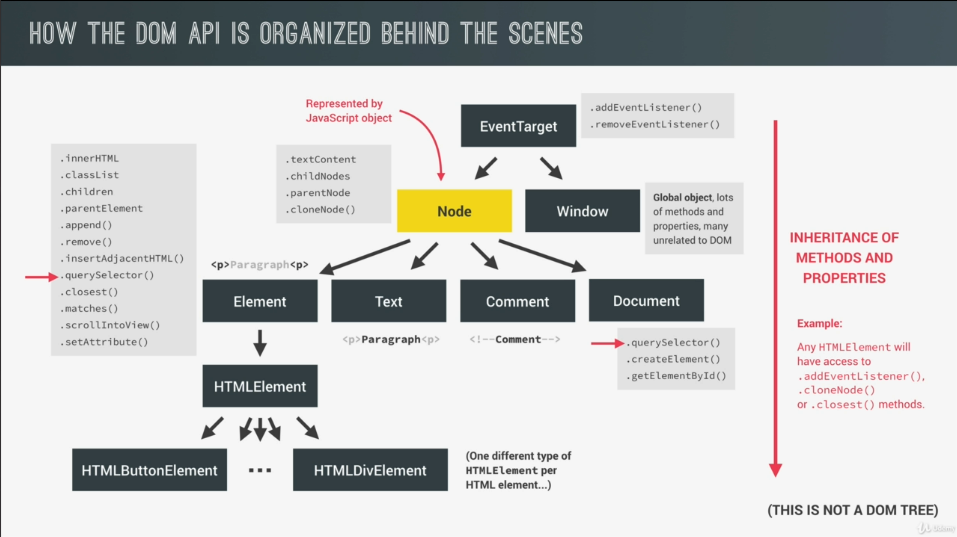 HOW THE DOM API IS ORGANIZED BEHIND THE SCENES
Represented by
JavaScript object
EventTarget
.addEventListener()
.removeEventListener()
.innerHTML
.classList
.children
.parentElement
.append()
.remove()
.insertAdjacentHTML()
.querySelector()
.closest()
.matches()
.scrollIntoView()
.setAttribute()
.textContent
.childNodes
.parentNode
.cloneNode()
Node
Window
Global object, lots
of methods and
properties, many
unrelated to DOM
<p>Paragraph<p>
Element
Text
Comment
Document
<p>Paragraph<p>
<!--Comment-->
.querySelector()
.createElement()
.getElementById()
HTMLElement
HTMLButtonElement
...
HTMLDivElement
(One different type of
HTMLElement per
HTML element...)
INHERITANCE OF
METHODS AND
PROPERTIES
Example:
Any HTMLElement will
have access to
.addEventListener(),
.cloneNode()
or .closest() methods.
(THIS IS NOT A DOM TREE)
Udemy